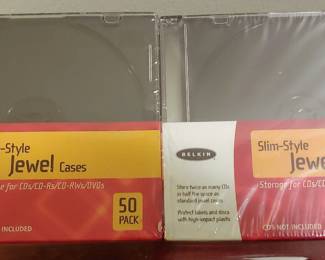 -Style
Jewel Cases
e for CDs/CD-Rs/CD-RWs/DVDs
50
PACK
INCLUDED
BELKIN
Store twice as many CDs
in half the space as
standard jewel cases
Protect labels and discs
with high-impact plastic
Slim-Style
Jewe
Storage for CDs/CD
CDs NOT INCLUDED